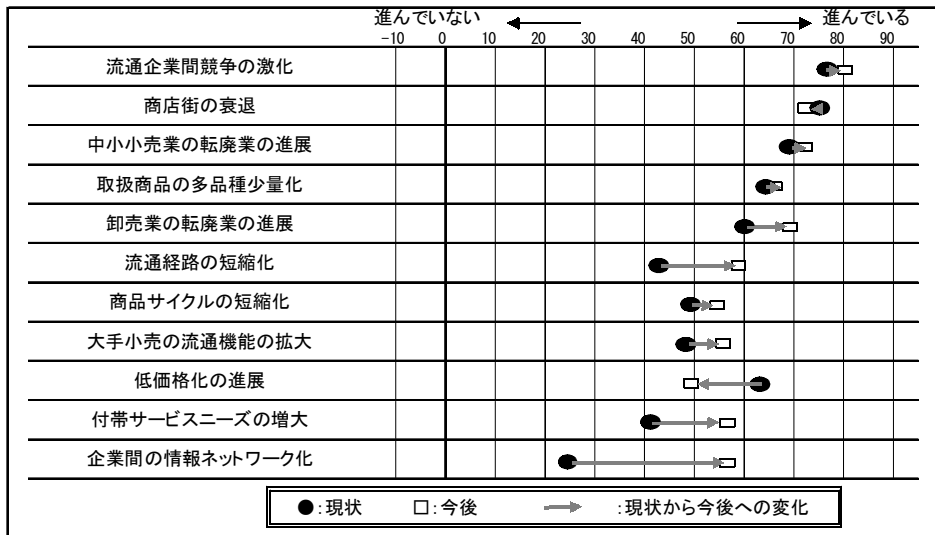 進んでいない 進んでいる
-10 0 10 20 30 40 50 60 70 80 90
流通企業間競争の激化
商店街の衰退
中小小売業の転廃業の進展
取扱商品の多品種少量化
卸売業の転廃業の進展
流通経路の短縮化
商品サイクルの短縮化
大手小売の流通機能の拡大
低価格化の進展
付帯サービスニーズの増大
企業間の情報ネットワーク化
●:現状 □:今後 →:現状から今後への変化